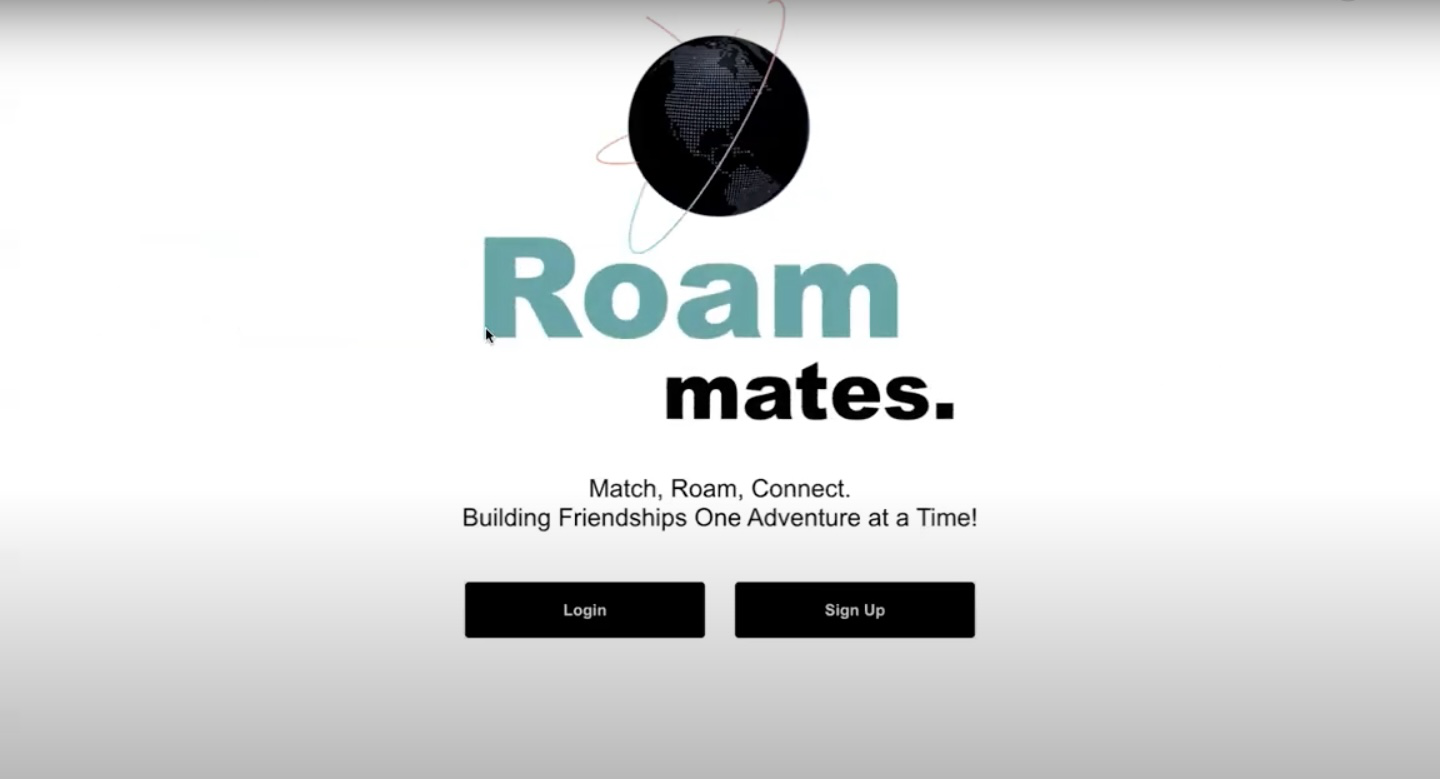 Roam
mates.
Match, Roam, Connect.
Building Friendships One Adventure at a Time!
Login
Sign Up